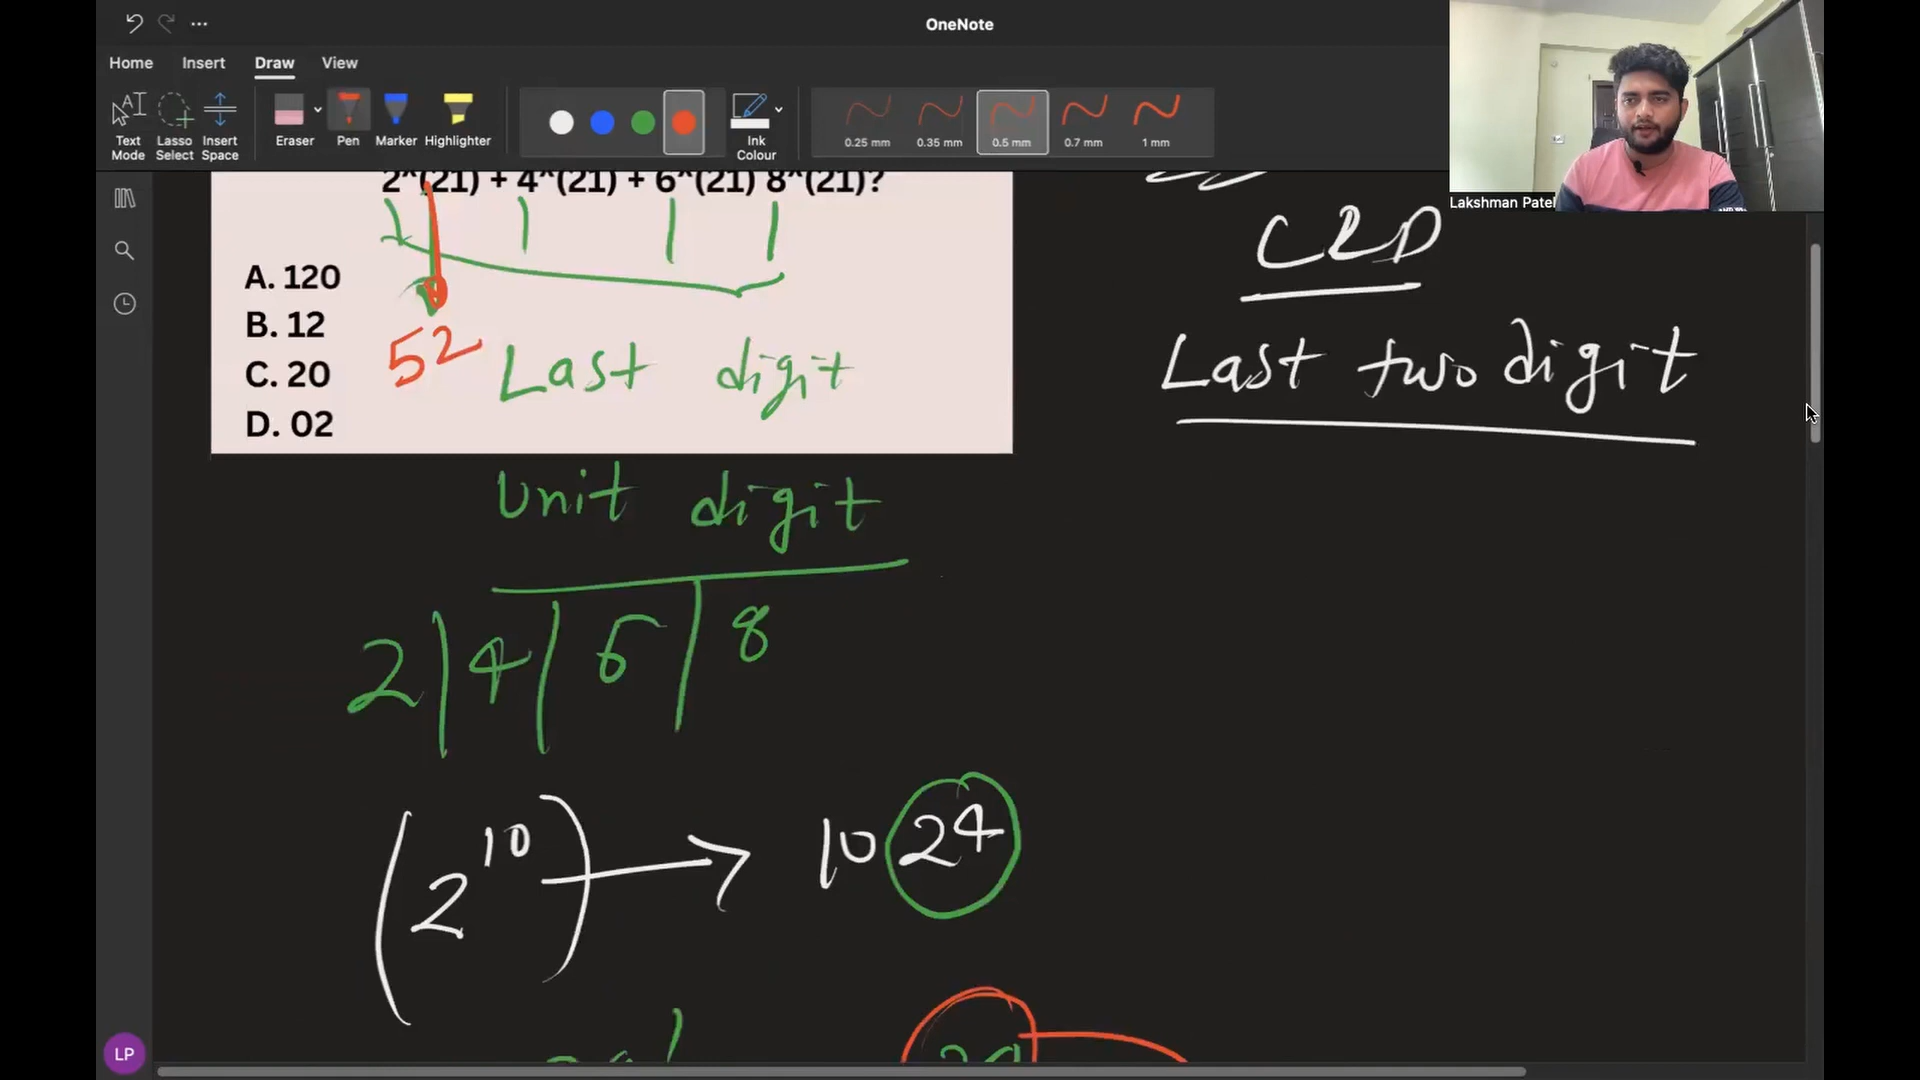 OneNote
Home Insert Draw View
Text Mode
Lasso Select
Insert Space
Eraser
Pen
Marker
Highlighter
Ink Colour
0.25 mm
0.35 mm
0.5 mm
0.7 mm
1 mm
Lakshman Patel
2^(21) + 4^(21) + 6^(21) 8^(21)?
A. 120
B. 12
C. 20
D. 02
52
Last digit
Last two digit
Unit digit
2 | 4 | 6 | 8
(2^10) → 1024
LP